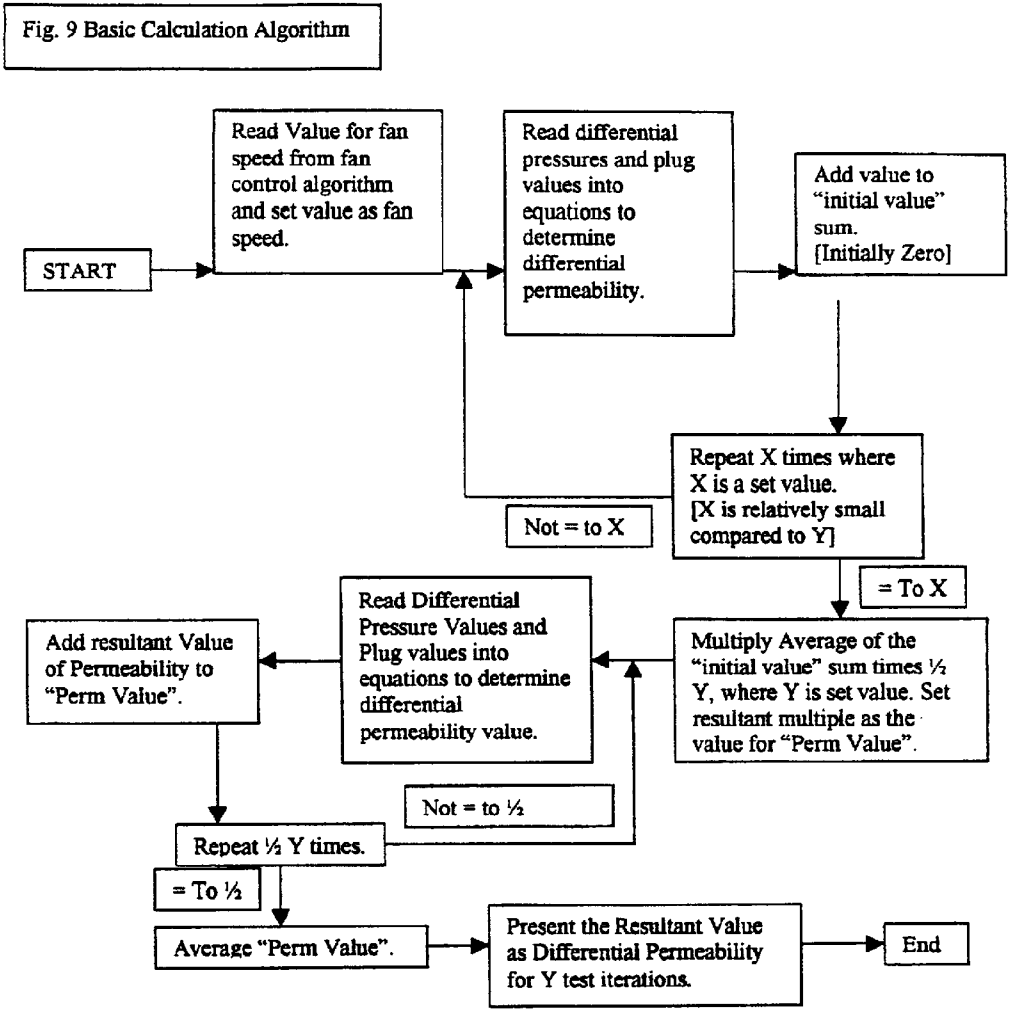 Fig. 9 Basic Calculation Algorithm
START
Read Value for fan
speed from fan
control algorithm
and set value as fan
speed.
Read differential
pressures and plug
values into
equations to
determine
differential
permeability.
Add value to
“initial value”
sum.
[Initially Zero]
Repeat X times where
X is a set value.
[X is relatively small
compared to Y]
Not = to X
= To X
Multiply Average of the
“initial value” sum times ½
Y, where Y is set value. Set
resultant multiple as the
value for “Perm Value”.
Read Differential
Pressure Values and
Plug values into
equations to determine
differential
permeability value.
Add resultant Value
of Permeability to
“Perm Value”.
Not = to ½
Repeat ½ Y times.
= To ½
Average “Perm Value”.
Present the Resultant Value
as Differential Permeability
for Y test iterations.
End